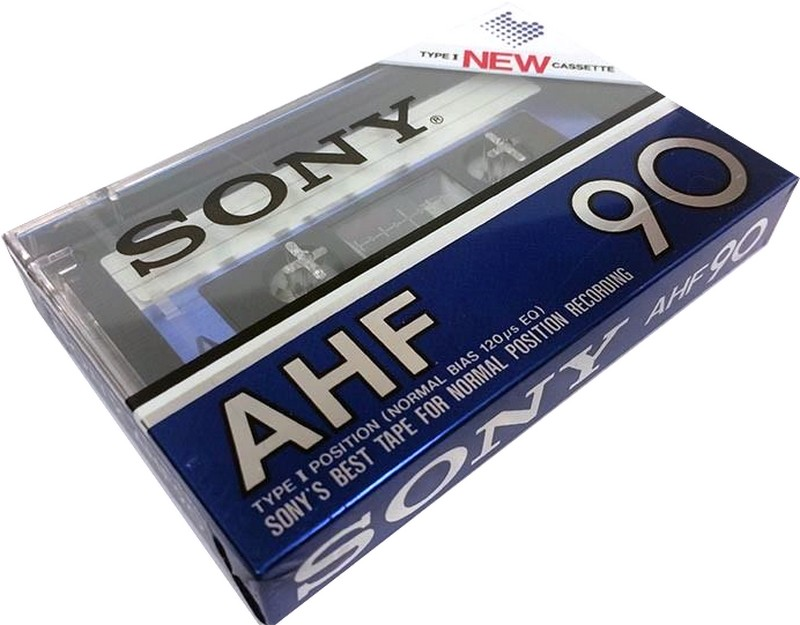 TYPE I NEW CASSETTE
SONY®
90
AHF
TYPE I POSITION (NORMAL BIAS 120μs EQ)
SONY'S BEST TAPE FOR NORMAL POSITION RECORDING
SONY AHF 90
A